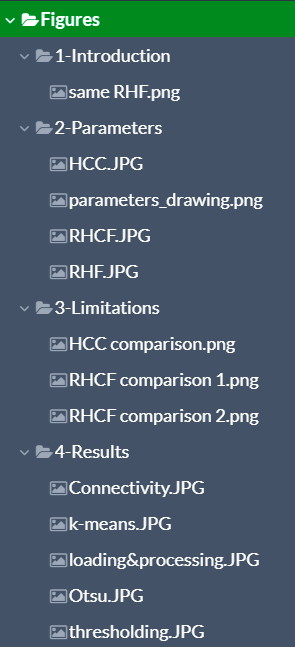 Figures
1-Introduction
same RHF.png
2-Parameters
HCC.JPG
parameters_drawing.png
RHCF.JPG
RHF.JPG
3-Limitations
HCC comparison.png
RHCF comparison 1.png
RHCF comparison 2.png
4-Results
Connectivity.JPG
k-means.JPG
loading&processing.JPG
Otsu.JPG
thresholding.JPG